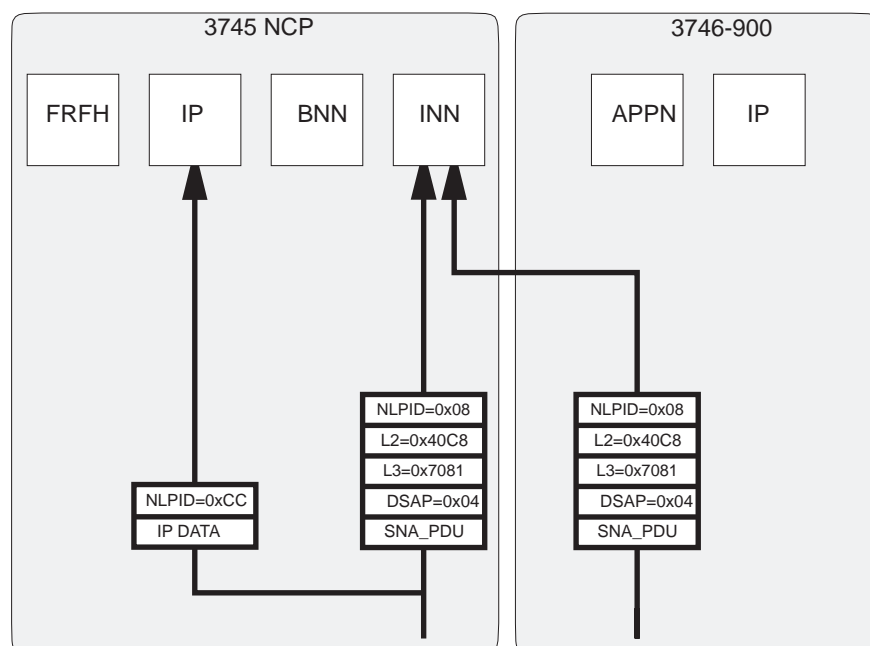 3745 NCP
3746-900
FRFH
IP
BNN
INN
APPN
IP
NLPID=0x08
L2=0x40C8
L3=0x7081
DSAP=0x04
SNA_PDU
NLPID=0x08
L2=0x40C8
L3=0x7081
DSAP=0x04
SNA_PDU
NLPID=0xCC
IP DATA